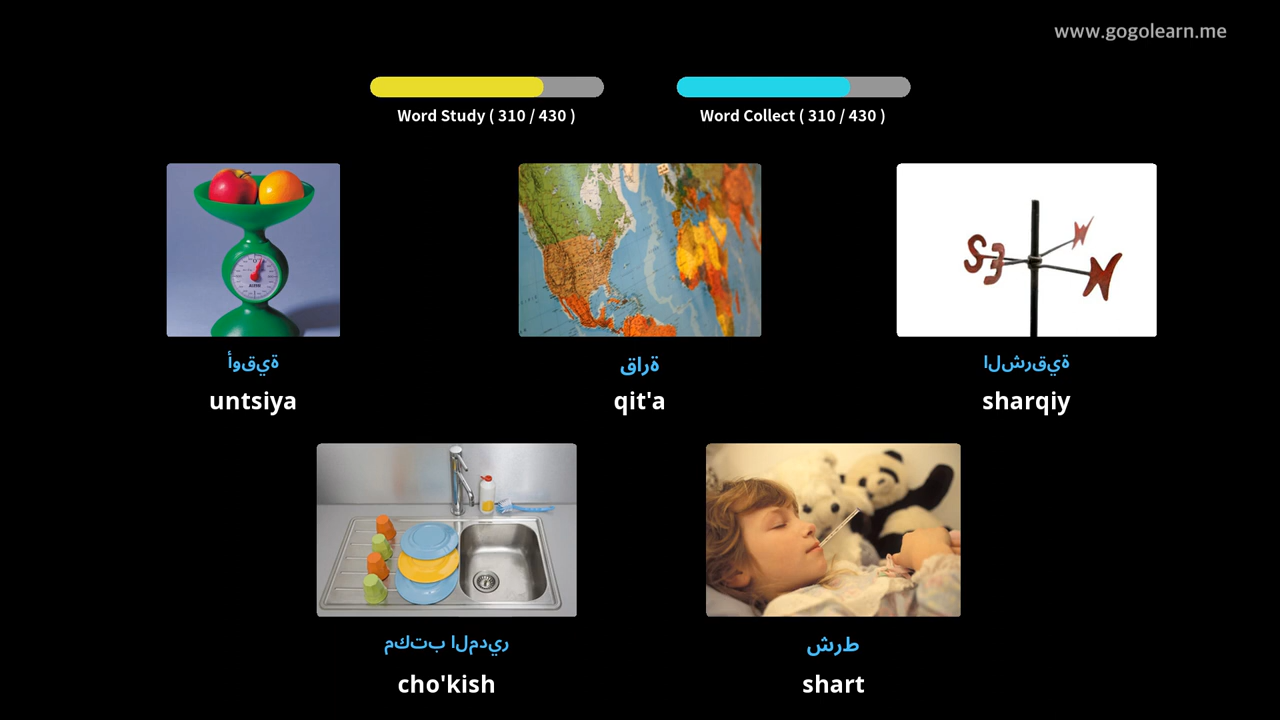 www.gogolearn.me
Word Study ( 310 / 430 )
Word Collect ( 310 / 430 )
أوقية
قارة
الشرقية
untsiya
qit'a
sharqiy
مكتب المدير
شرط
cho'kish
shart